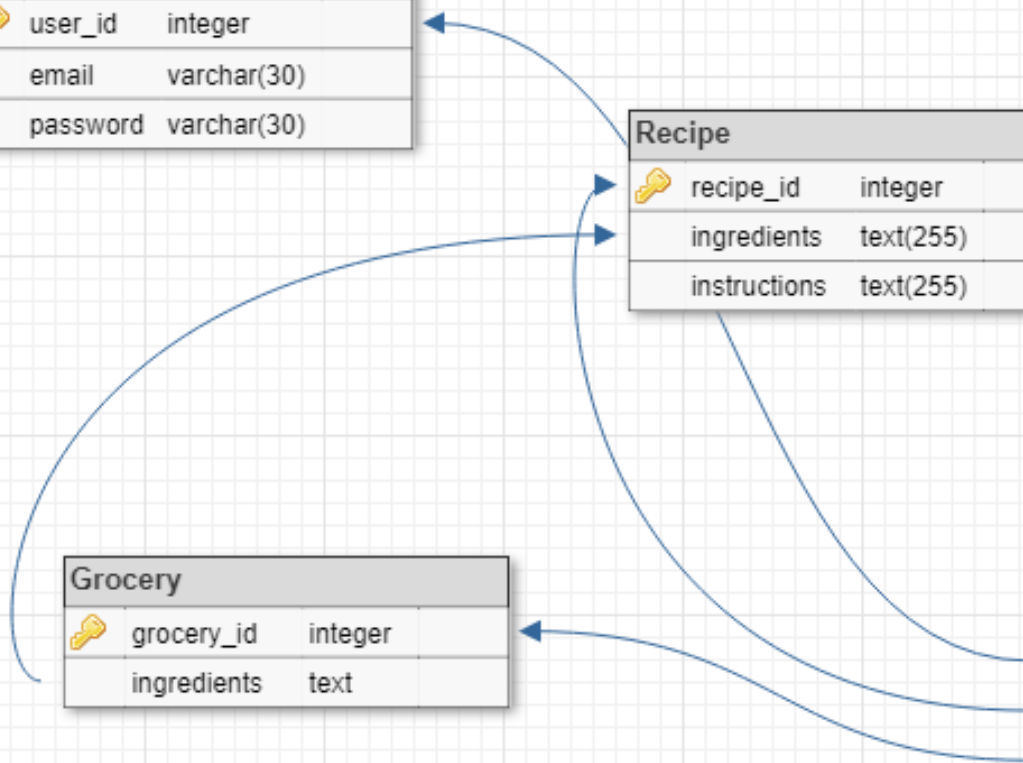 user_id integer
email varchar(30)
password varchar(30)
Recipe
recipe_id integer
ingredients text(255)
instructions text(255)
Grocery
grocery_id integer
ingredients text